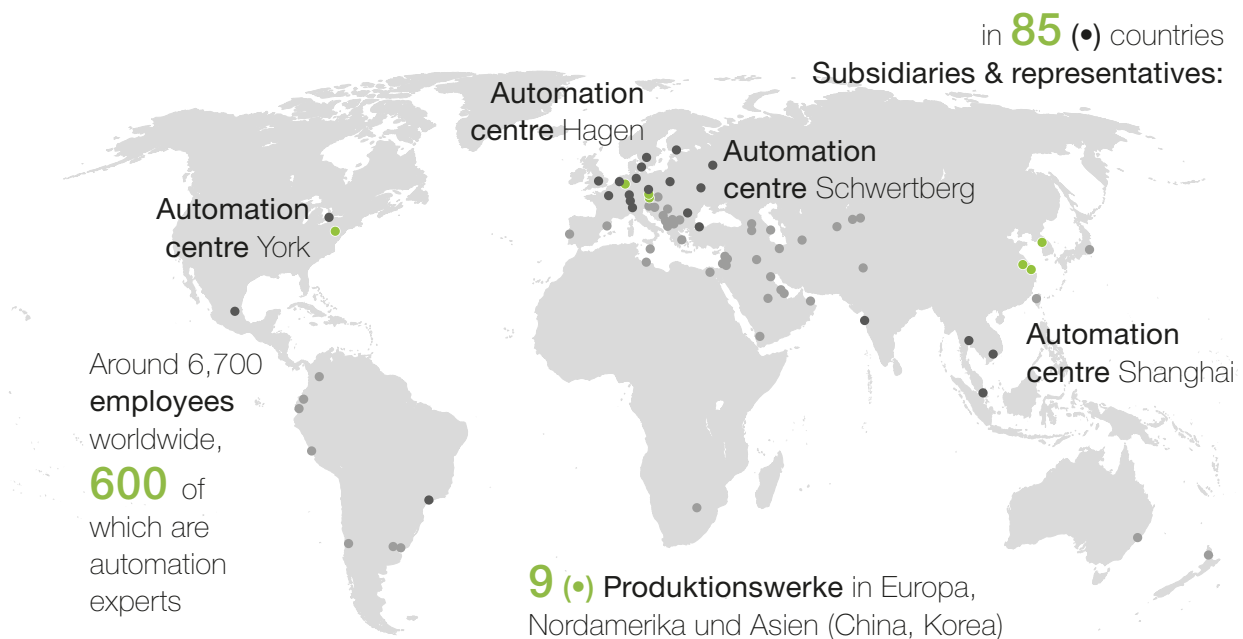 in 85 (•) countries
Subsidiaries & representatives:
Automation
centre Hagen
Automation
centre Schwertberg
Automation
centre York
Automation
centre Shanghai
Around 6,700
employees
worldwide,
600 of
which are
automation
experts
9 (•) Produktionswerke in Europa,
Nordamerika und Asien (China, Korea)